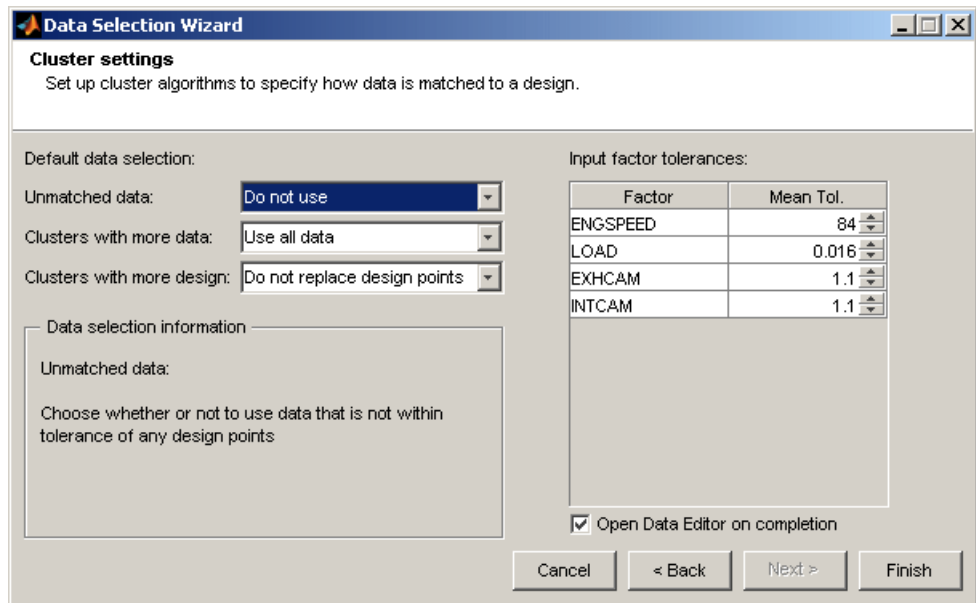 Data Selection Wizard
Cluster settings
Set up cluster algorithms to specify how data is matched to a design.
Default data selection:
Unmatched data: Do not use
Clusters with more data: Use all data
Clusters with more design: Do not replace design points
Data selection information
Unmatched data:
Choose whether or not to use data that is not within
tolerance of any design points
Input factor tolerances:
Factor Mean Tol.
ENGSPEED 84
LOAD 0.016
EXHCAM 1.1
INTCAM 1.1
Open Data Editor on completion
Cancel < Back Next > Finish